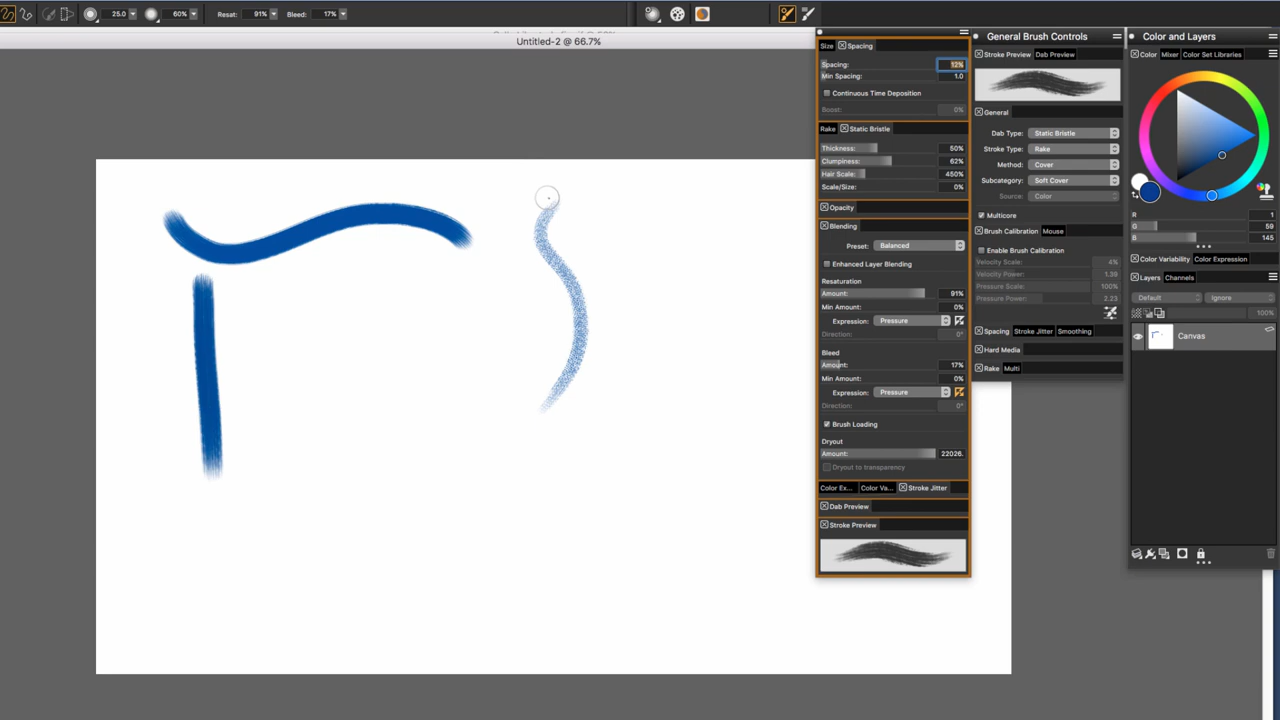 25.0
60%
Resat: 91%
Bleed: 17%
Untitled-2 @ 66.7%
Size
Spacing
Spacing: 12%
Min Spacing: 1.0
Continuous Time Deposition
Boost: 0%
Rake
Static Bristle
Thickness: 50%
Clumpiness: 62%
Hair Scale: 450%
Scale/Size: 0%
Opacity
Blending
Preset: Balanced
Enhanced Layer Blending
Resaturation
Amount: 91%
Min Amount: 0%
Expression: Pressure
Direction: 0°
Bleed
Amount: 17%
Min Amount: 0%
Expression: Pressure
Direction: 0°
Brush Loading
Dryout
Amount: 22026.
Dryout to transparency
Color Ex...
Color Va...
Stroke Jitter
Dab Preview
Stroke Preview
General Brush Controls
Stroke Preview
Dab Preview
General
Dab Type: Static Bristle
Stroke Type: Rake
Method: Cover
Subcategory: Soft Cover
Source: Color
Multicore
Brush Calibration
Mouse
Enable Brush Calibration
Velocity Scale: 4%
Velocity Power: 1.39
Pressure Scale: 100%
Pressure Power: 2.23
Spacing
Stroke Jitter
Smoothing
Hard Media
Rake
Multi
Color and Layers
Color
Mixer
Color Set Libraries
R 1
G 59
B 145
Color Variability
Color Expression
Layers
Channels
Default
Ignore
100%
Canvas